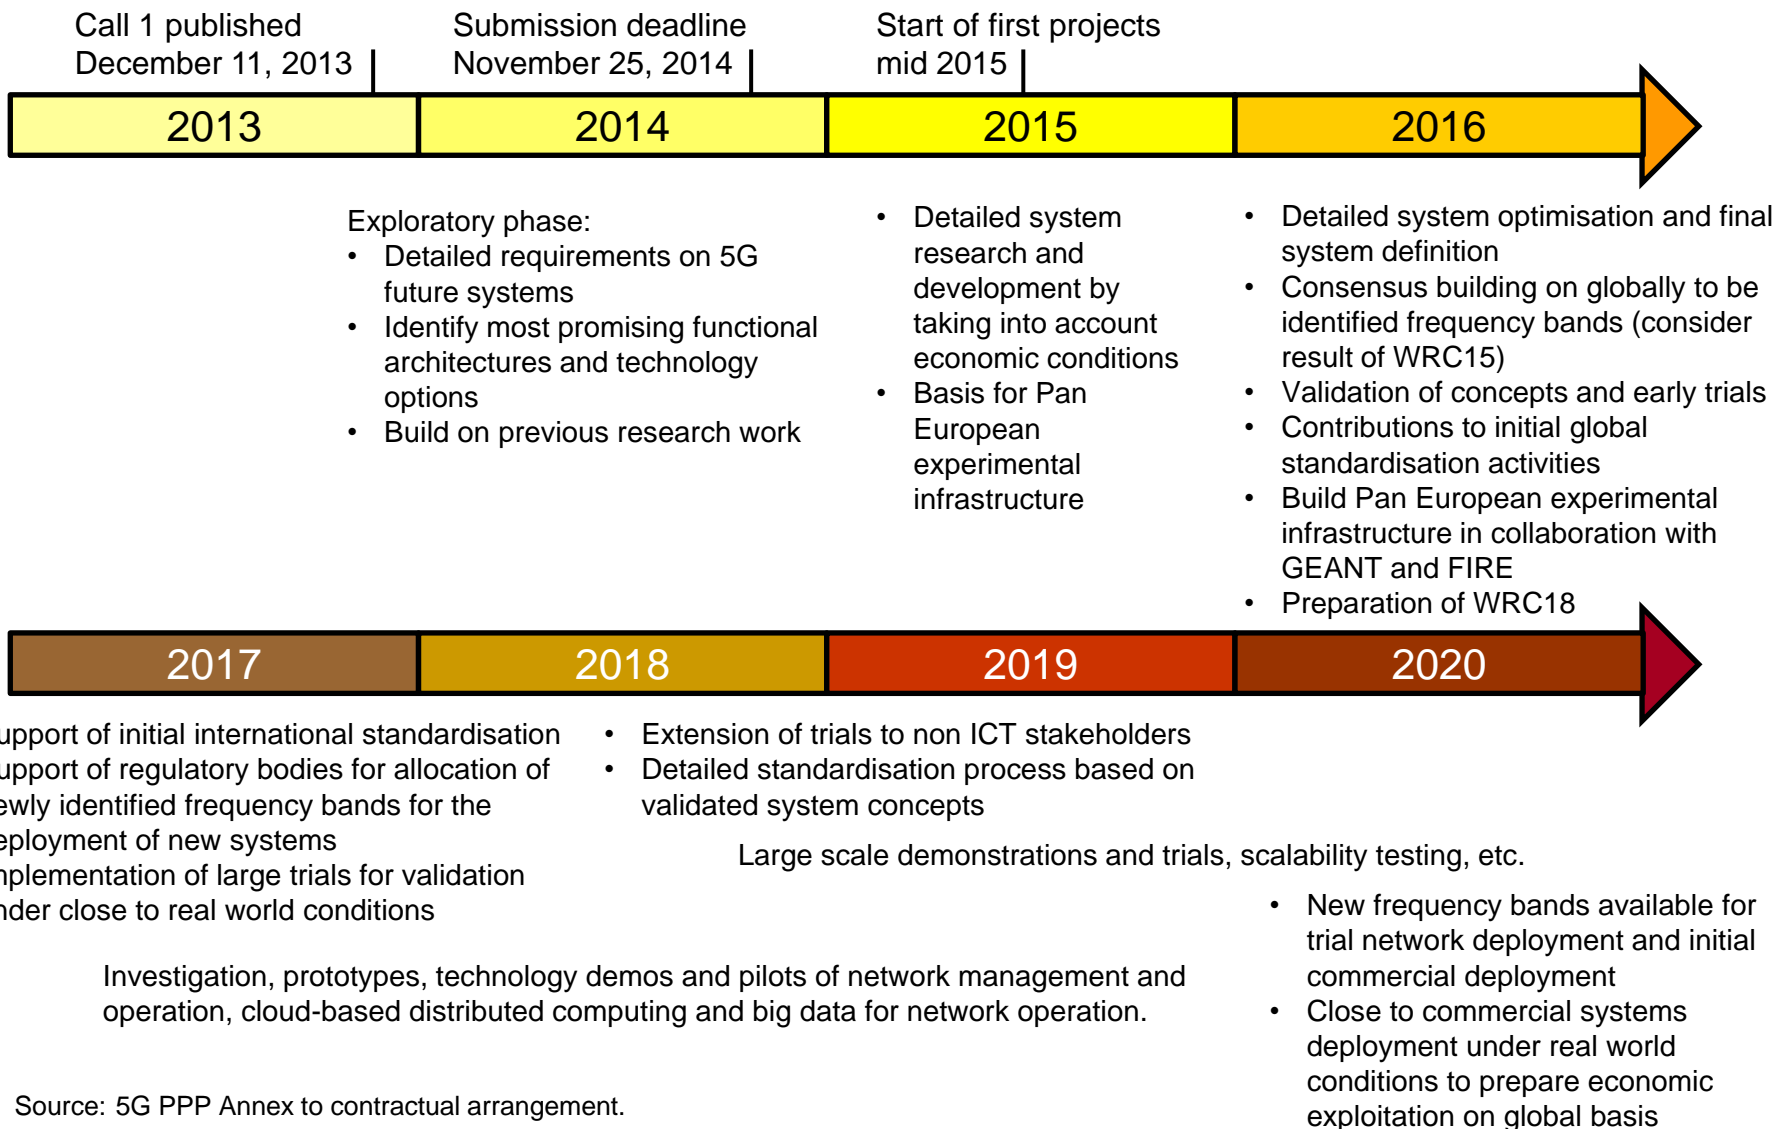 Call 1 published
December 11, 2013
Submission deadline
November 25, 2014
Start of first projects
mid 2015
2013
2014
2015
2016
Exploratory phase:
• Detailed requirements on 5G
future systems
• Identify most promising functional
architectures and technology
options
• Build on previous research work
• Detailed system
research and
development by
taking into account
economic conditions
• Basis for Pan
European
experimental
infrastructure
• Detailed system optimisation and final
system definition
• Consensus building on globally to be
identified frequency bands (consider
result of WRC15)
• Validation of concepts and early trials
• Contributions to initial global
standardisation activities
• Build Pan European experimental
infrastructure in collaboration with
GEANT and FIRE
• Preparation of WRC18
2017
2018
2019
2020
upport of initial international standardisation
upport of regulatory bodies for allocation of
ewly identified frequency bands for the
eployment of new systems
mplementation of large trials for validation
nder close to real world conditions
• Extension of trials to non ICT stakeholders
• Detailed standardisation process based on
validated system concepts
Large scale demonstrations and trials, scalability testing, etc.
• New frequency bands available for
trial network deployment and initial
commercial deployment
• Close to commercial systems
deployment under real world
conditions to prepare economic
exploitation on global basis
Investigation, prototypes, technology demos and pilots of network management and
operation, cloud-based distributed computing and big data for network operation.
Source: 5G PPP Annex to contractual arrangement.